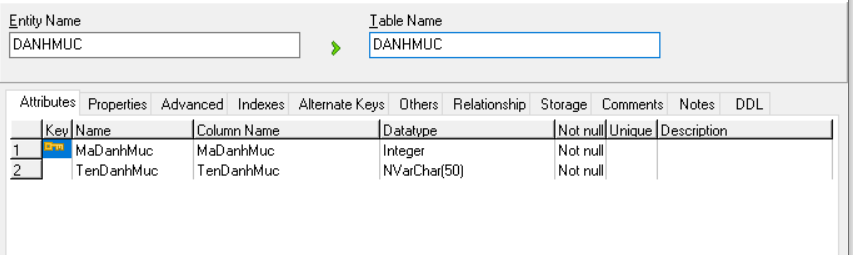 Entity Name Table Name
DANHMUC DANHMUC
Attributes Properties Advanced Indexes Alternate Keys Others Relationship Storage Comments Notes DDL
Key Name Column Name Datatype Not null Unique Description
1 MaDanhMuc MaDanhMuc Integer Not null
2 TenDanhMuc TenDanhMuc NVarChar(50) Not null